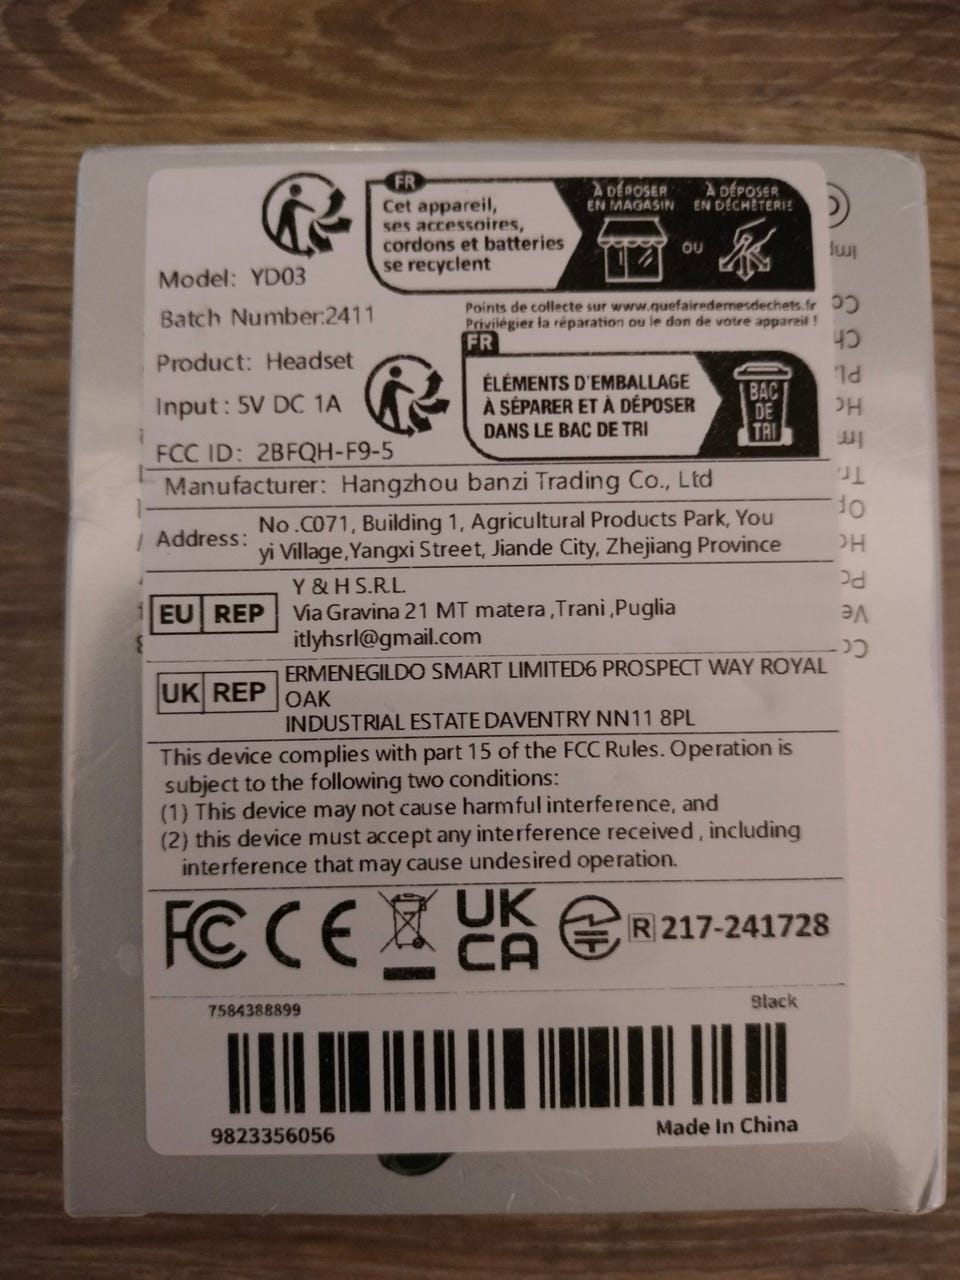 FR
Cet appareil,
ses accessoires,
cordons et batteries
se recyclent
À DÉPOSER
EN MAGASIN
OU
À DÉPOSER
EN DÉCHÈTERIE
Points de collecte sur www.quefairedemesdechets.fr
Privilégiez la réparation ou le don de votre appareil !
Model: YD03
Batch Number:2411
Product: Headset
Input : 5V DC 1A
FCC ID: 2BFQH-F9-5
FR
ÉLÉMENTS D'EMBALLAGE
À SÉPARER ET À DÉPOSER
DANS LE BAC DE TRI
BAC
DE
TRI
Manufacturer: Hangzhou banzi Trading Co., Ltd
Address: No .C071, Building 1, Agricultural Products Park, You
yi Village,Yangxi Street, Jiande City, Zhejiang Province
EU REP
Y & H S.R.L.
Via Gravina 21 MT matera ,Trani ,Puglia
itlyhsrl@gmail.com
UK REP
ERMENEGILDO SMART LIMITED6 PROSPECT WAY ROYAL
OAK
INDUSTRIAL ESTATE DAVENTRY NN11 8PL
This device complies with part 15 of the FCC Rules. Operation is
subject to the following two conditions:
(1) This device may not cause harmful interference, and
(2) this device must accept any interference received , including
interference that may cause undesired operation.
FC CE UK CA R 217-241728
7584388899 Black
9823356056 Made In China